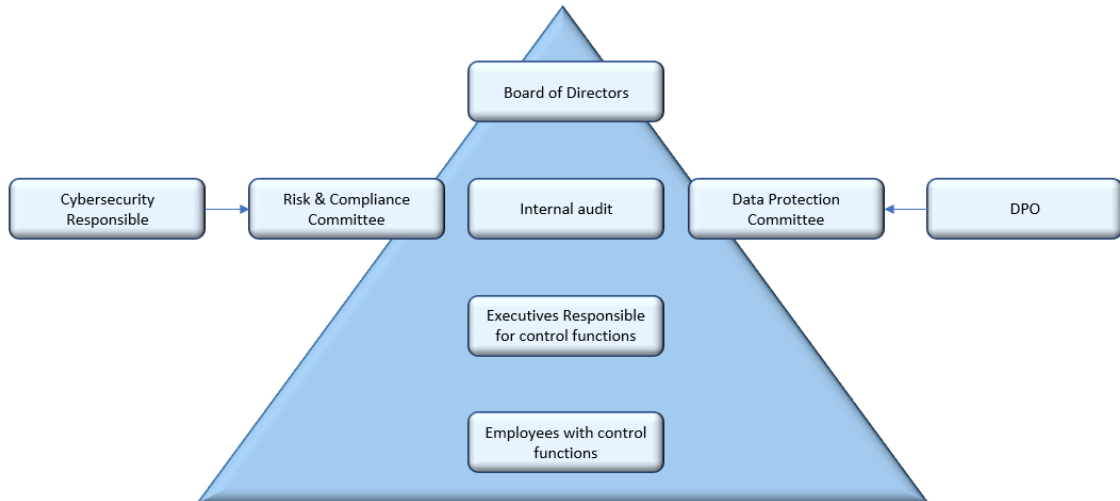 Board of Directors
Cybersecurity
Responsible
Risk & Compliance
Committee
Internal audit
Data Protection
Committee
DPO
Executives Responsible
for control functions
Employees with control
functions